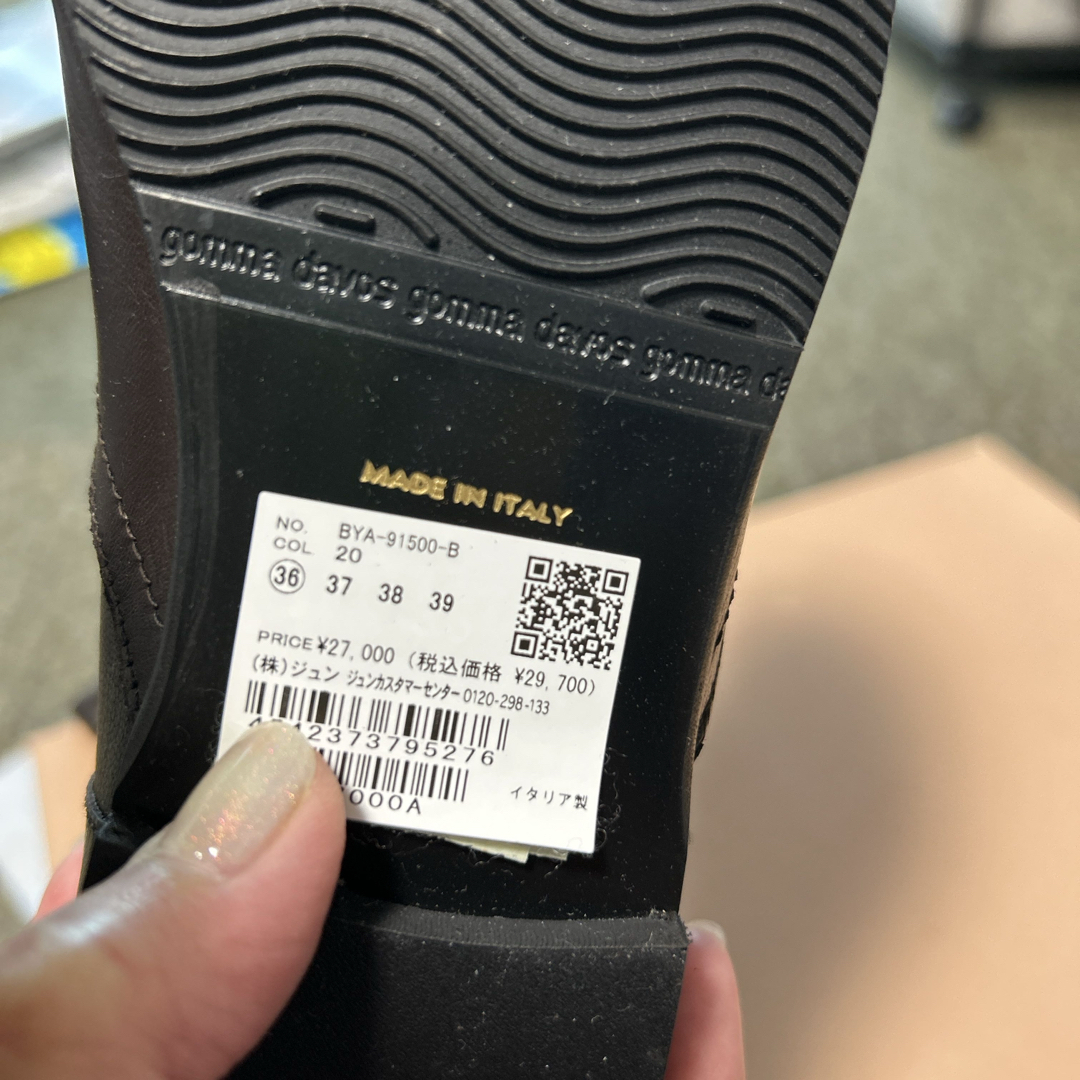 gomma davos gomma davos gomma
MADE IN ITALY
NO. BYA-91500-B
COL 20
36 37 38 39
PRICE ¥27,000 (税込価格 ¥29,700)
(株)ジュン ジュンカスタマーセンター 0120-298-133
2373795276
000A
イタリア製